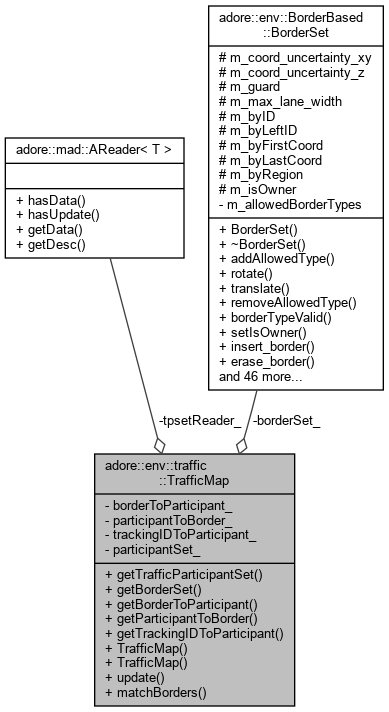 adore::env::BorderBased
::BorderSet
# m_coord_uncertainty_xy
# m_coord_uncertainty_z
# m_guard
# m_max_lane_width
# m_byID
# m_byLeftID
# m_byFirstCoord
# m_byLastCoord
# m_byRegion
# m_isOwner
- m_allowedBorderTypes
+ BorderSet()
+ ~BorderSet()
+ addAllowedType()
+ rotate()
+ translate()
+ removeAllowedType()
+ borderTypeValid()
+ setIsOwner()
+ insert_border()
+ erase_border()
and 46 more...
adore::mad::AReader< T >
+ hasData()
+ hasUpdate()
+ getData()
+ getDesc()
-tpsetReader_
-borderSet_
adore::env::traffic
::TrafficMap
- borderToParticipant_
- participantToBorder_
- trackingIDToParticipant_
- participantSet_
+ getTrafficParticipantSet()
+ getBorderSet()
+ getBorderToParticipant()
+ getParticipantToBorder()
+ getTrackingIDToParticipant()
+ TrafficMap()
+ TrafficMap()
+ update()
+ matchBorders()